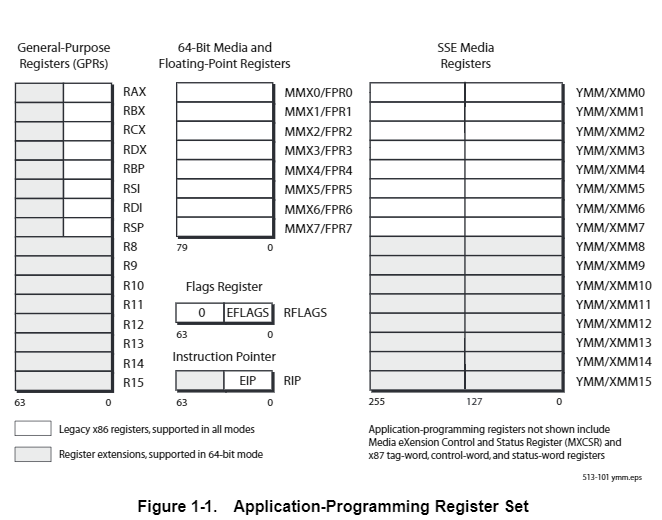 General-Purpose
Registers (GPRs)
64-Bit Media and
Floating-Point Registers
SSE Media
Registers
RAX
RBX
RCX
RDX
RBP
RSI
RDI
RSP
R8
R9
R10
R11
R12
R13
R14
R15
63 0
MMX0/FPR0
MMX1/FPR1
MMX2/FPR2
MMX3/FPR3
MMX4/FPR4
MMX5/FPR5
MMX6/FPR6
MMX7/FPR7
79 0
Flags Register
0 EFLAGS RFLAGS
63 0
Instruction Pointer
EIP RIP
63 0
YMM/XMM0
YMM/XMM1
YMM/XMM2
YMM/XMM3
YMM/XMM4
YMM/XMM5
YMM/XMM6
YMM/XMM7
YMM/XMM8
YMM/XMM9
YMM/XMM10
YMM/XMM11
YMM/XMM12
YMM/XMM13
YMM/XMM14
YMM/XMM15
255 127 0
Legacy x86 registers, supported in all modes
Register extensions, supported in 64-bit mode
Application-programming registers not shown include
Media eXension Control and Status Register (MXCSR) and
x87 tag-word, control-word, and status-word registers
513-101 ymm.eps
Figure 1-1. Application-Programming Register Set